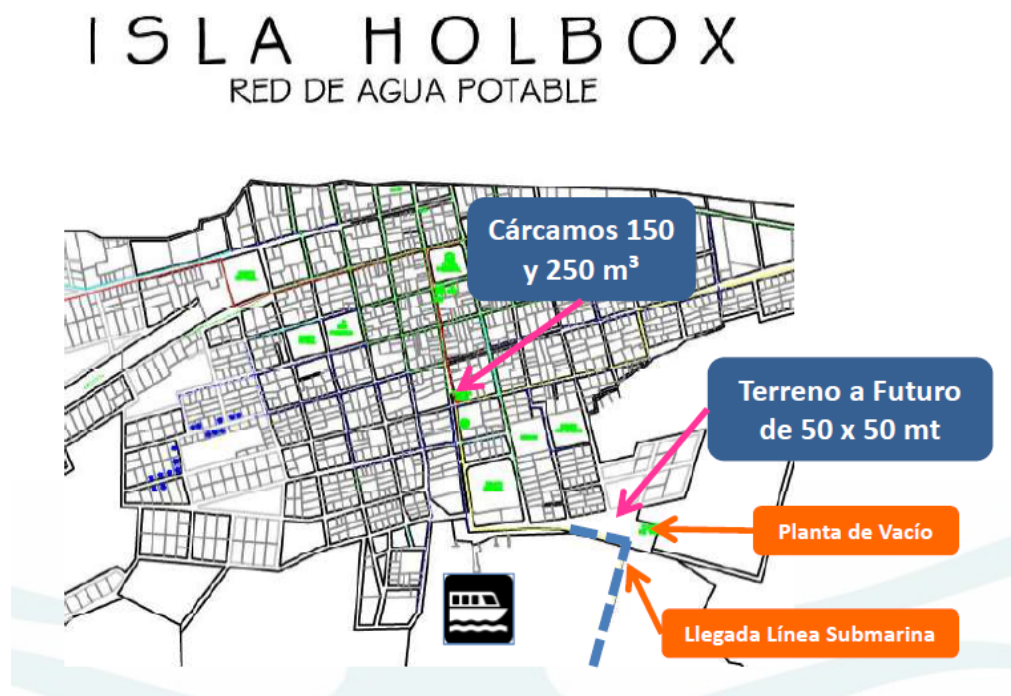 ISLA HOLBOX
RED DE AGUA POTABLE
Cárcamos 150
y 250 m³
Terreno a Futuro
de 50 x 50 mt
Planta de Vacío
Llegada Línea Submarina